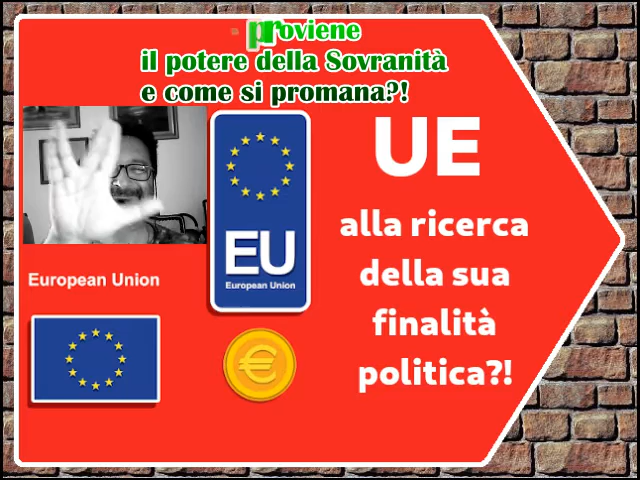 proviene
il potere della Sovranità
e come si promana?!
UE
alla ricerca
della sua
finalità
politica?!
EU
European Union
European Union
€